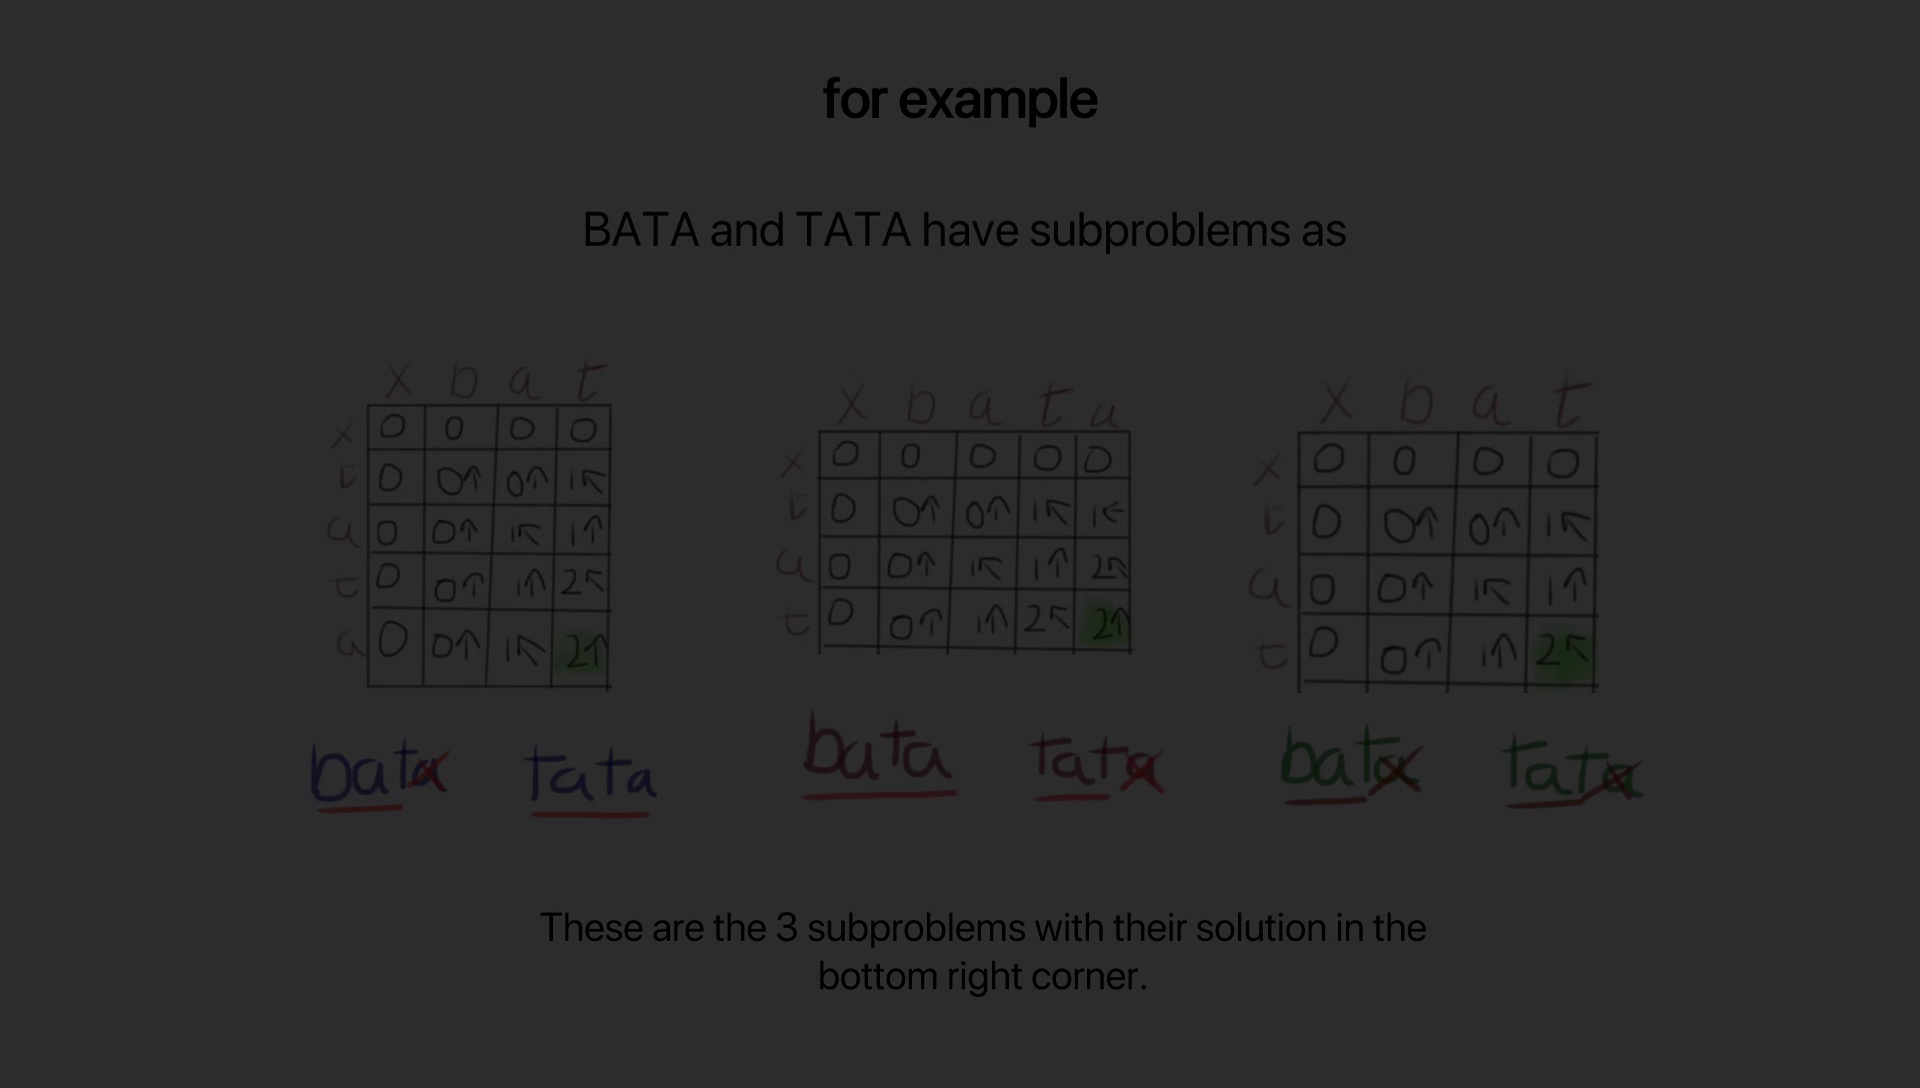 for example
BATA and TATA have subproblems as
x b a t
x 0 0 0 0
t 0 0↑ 0↑ 1↖
a 0 0↑ 1↖ 1↑
t 0 0↑ 1↑ 2↖
a 0 0↑ 1↖ 2↑
bata tata
x b a t a
x 0 0 0 0 0
t 0 0↑ 0↑ 1↖ 1←
a 0 0↑ 1↖ 1↑ 2↖
t 0 0↑ 1↑ 2↖ 2↑
bata tata
x b a t
x 0 0 0 0
t 0 0↑ 0↑ 1↖
a 0 0↑ 1↖ 1↑
t 0 0↑ 1↑ 2↖
bata tata
These are the 3 subproblems with their solution in the
bottom right corner.